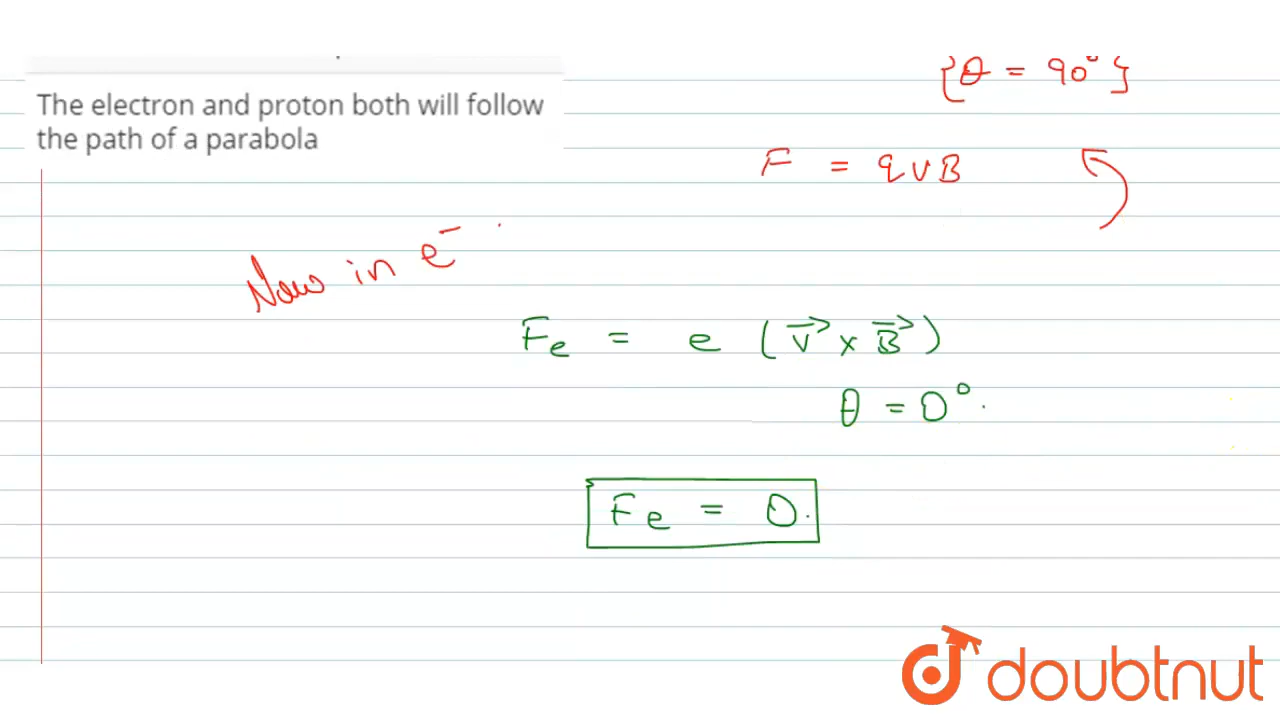 The electron and proton both will follow
the path of a parabola
{θ = 90°}
F = qvB
Now in e⁻
Fe = e (v⃗ × B⃗)
θ = 0°.
Fe = 0.
doubtnut